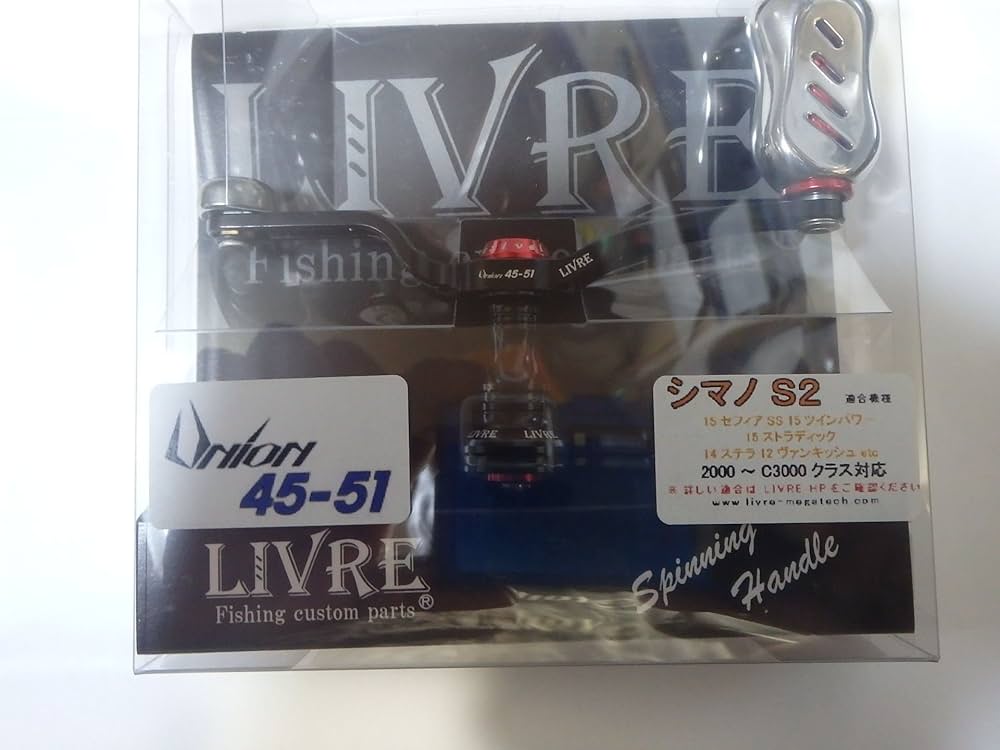 LIVRE
Fishing
Union 45-51
LIVRE
LIVRE
Union
45-51
シマノ S2 適合機種
15 セフィア SS 15 ツインパワー
15 ストラディック
14 ステラ 12 ヴァンキッシュ etc
2000 ～ C3000 クラス対応
※ 詳しい適合は LIVRE HP をご確認ください
www.livre-megatech.com
LIVRE
Fishing custom parts®
Spinning
Handle